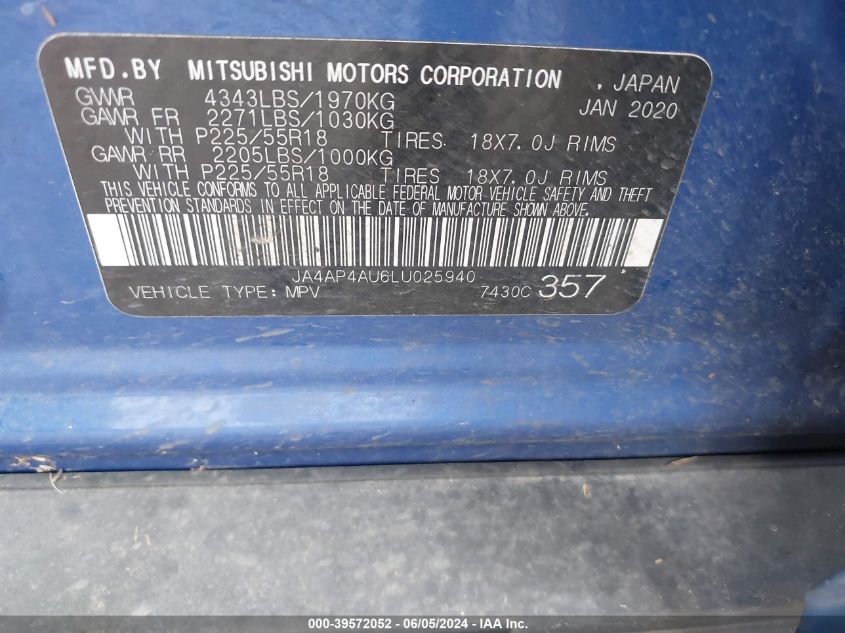 MFD.BY MITSUBISHI MOTORS CORPORATION , JAPAN
GVWR 4343LBS/1970KG JAN 2020
GAWR FR 2271LBS/1030KG
WITH P225/55R18 TIRES 18X7.0J RIMS
GAWR RR 2205LBS/1000KG
WITH P225/55R18 TIRES 18X7.0J RIMS
THIS VEHICLE CONFORMS TO ALL APPLICABLE FEDERAL MOTOR VEHICLE SAFETY AND THEFT
PREVENTION STANDARDS IN EFFECT ON THE DATE OF MANUFACTURE SHOWN ABOVE.
JA4AP4AU6LU025940
VEHICLE TYPE: MPV 7430C 357
000-39572052 - 06/05/2024 - IAA Inc.